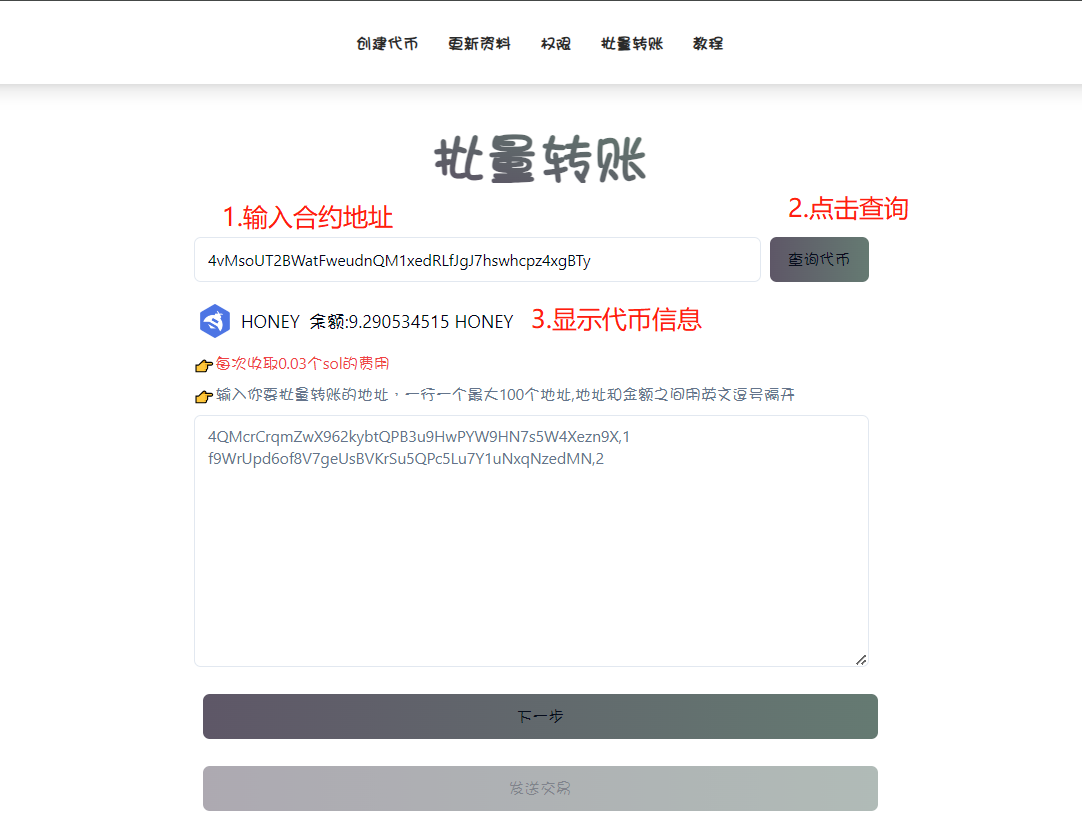 创建代币 更新资料 权限 批量转账 教程
批量转账
1.输入合约地址
2.点击查询
4vMsoUT2BWatFweudnQM1xedRLfJgJ7hswhcpz4xgBTy
查询代币
HONEY 余额:9.290534515 HONEY
3.显示代币信息
👉每次收取0.03个sol的费用
👉输入你要批量转账的地址，一行一个最大100个地址,地址和金额之间用英文逗号隔开
4QMcrCrqmZwX962kybtQPB3u9HwPYW9HN7s5W4Xezn9X,1
f9WrUpd6of8V7geUsBVKrSu5QPc5Lu7Y1uNxqNzedMN,2
下一步
发送交易